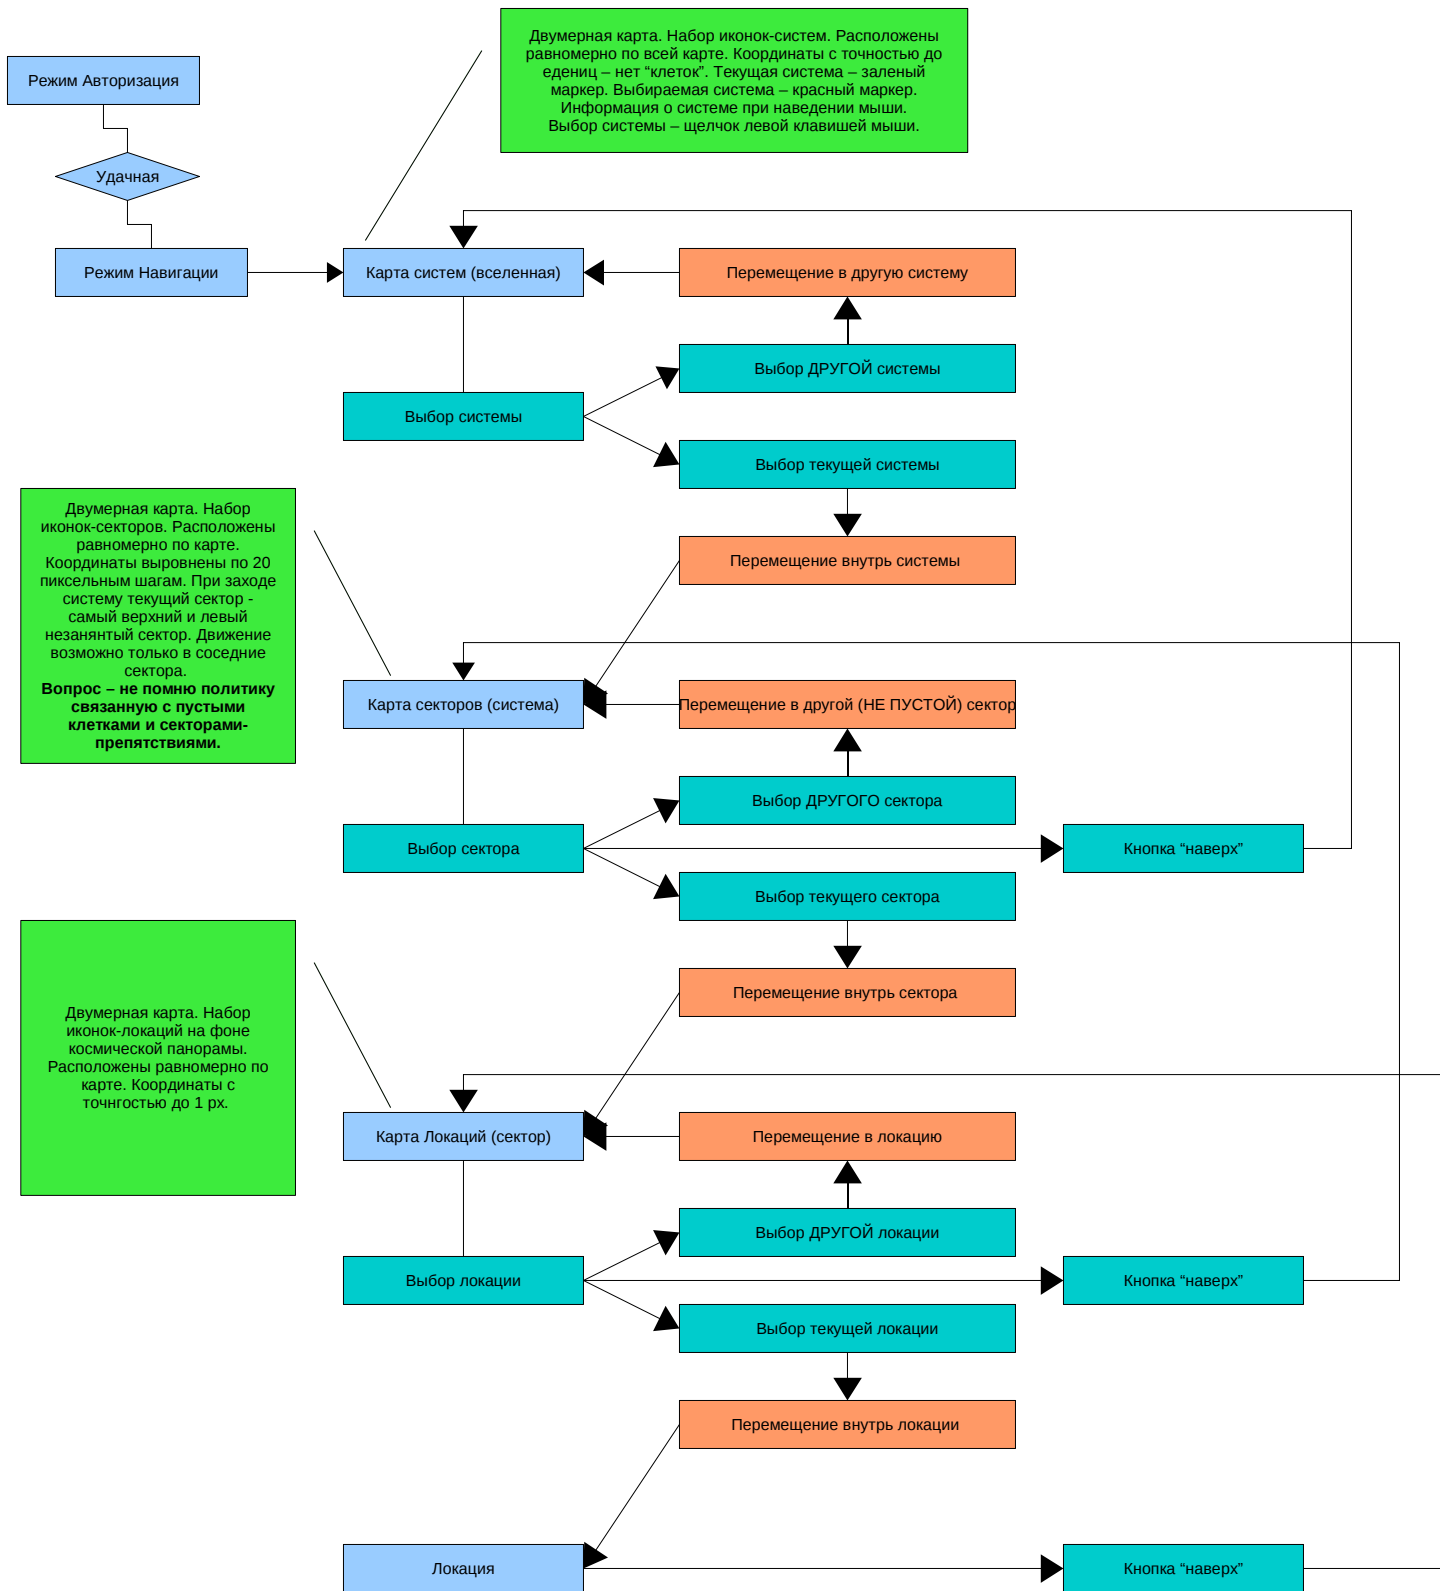 Двумерная карта. Набор иконок-систем. Расположены
равномерно по всей карте. Координаты с точностью до
едениц – нет “клеток”. Текущая система – заленый
маркер. Выбираемая система – красный маркер.
Информация о системе при наведении мыши.
Выбор системы – щелчок левой клавишей мыши.
Режим Авторизация
Удачная
Режим Навигации
Карта систем (вселенная)
Перемещение в другую систему
Выбор ДРУГОЙ системы
Выбор системы
Выбор текущей системы
Перемещение внутрь системы
Двумерная карта. Набор
иконок-секторов. Расположены
равномерно по карте.
Координаты выровнены по 20
пиксельным шагам. При заходе
систему текущий сектор -
самый верхний и левый
незанянтый сектор. Движение
возможно только в соседние
сектора.
Вопрос – не помню политику
связанную с пустыми
клетками и секторами-
препятствиями.
Карта секторов (система)
Перемещение в другой (НЕ ПУСТОЙ) сектор
Выбор ДРУГОГО сектора
Выбор сектора
Кнопка “наверх”
Выбор текущего сектора
Перемещение внутрь сектора
Двумерная карта. Набор
иконок-локаций на фоне
космической панорамы.
Расположены равномерно по
карте. Координаты с
точнгостью до 1 px.
Карта Локаций (сектор)
Перемещение в локацию
Выбор ДРУГОЙ локации
Выбор локации
Кнопка “наверх”
Выбор текущей локации
Перемещение внутрь локации
Локация
Кнопка “наверх”